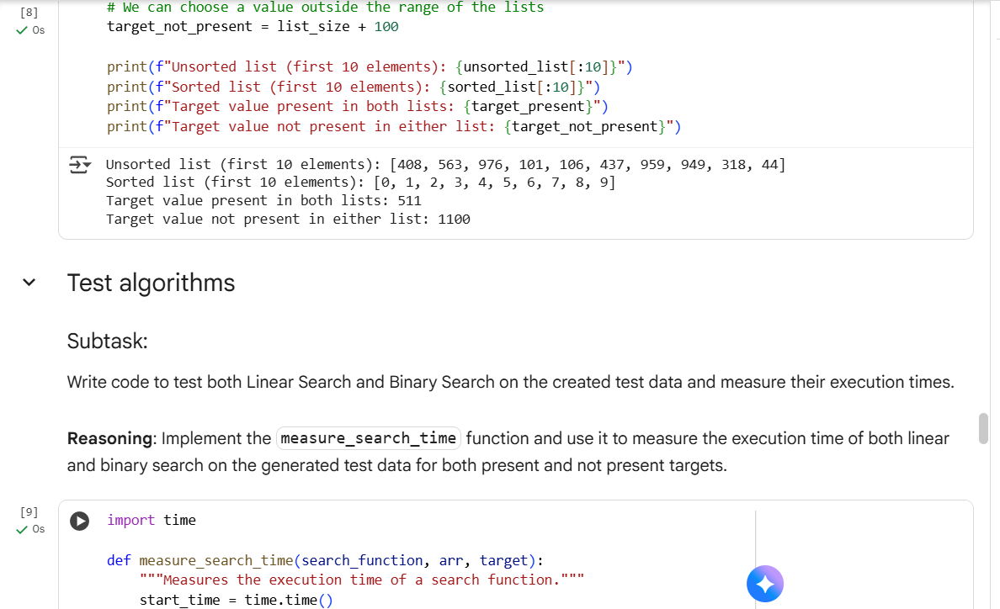 [8]
0s
# We can choose a value outside the range of the lists
target_not_present = list_size + 100
print(f"Unsorted list (first 10 elements): {unsorted_list[:10]}")
print(f"Sorted list (first 10 elements): {sorted_list[:10]}")
print(f"Target value present in both lists: {target_present}")
print(f"Target value not present in either list: {target_not_present}")
Unsorted list (first 10 elements): [408, 563, 976, 101, 106, 437, 959, 949, 318, 44]
Sorted list (first 10 elements): [0, 1, 2, 3, 4, 5, 6, 7, 8, 9]
Target value present in both lists: 511
Target value not present in either list: 1100
Test algorithms
Subtask:
Write code to test both Linear Search and Binary Search on the created test data and measure their execution times.
Reasoning: Implement the measure_search_time function and use it to measure the execution time of both linear
and binary search on the generated test data for both present and not present targets.
[9]
0s
import time
def measure_search_time(search_function, arr, target):
"""Measures the execution time of a search function."""
start_time = time.time()